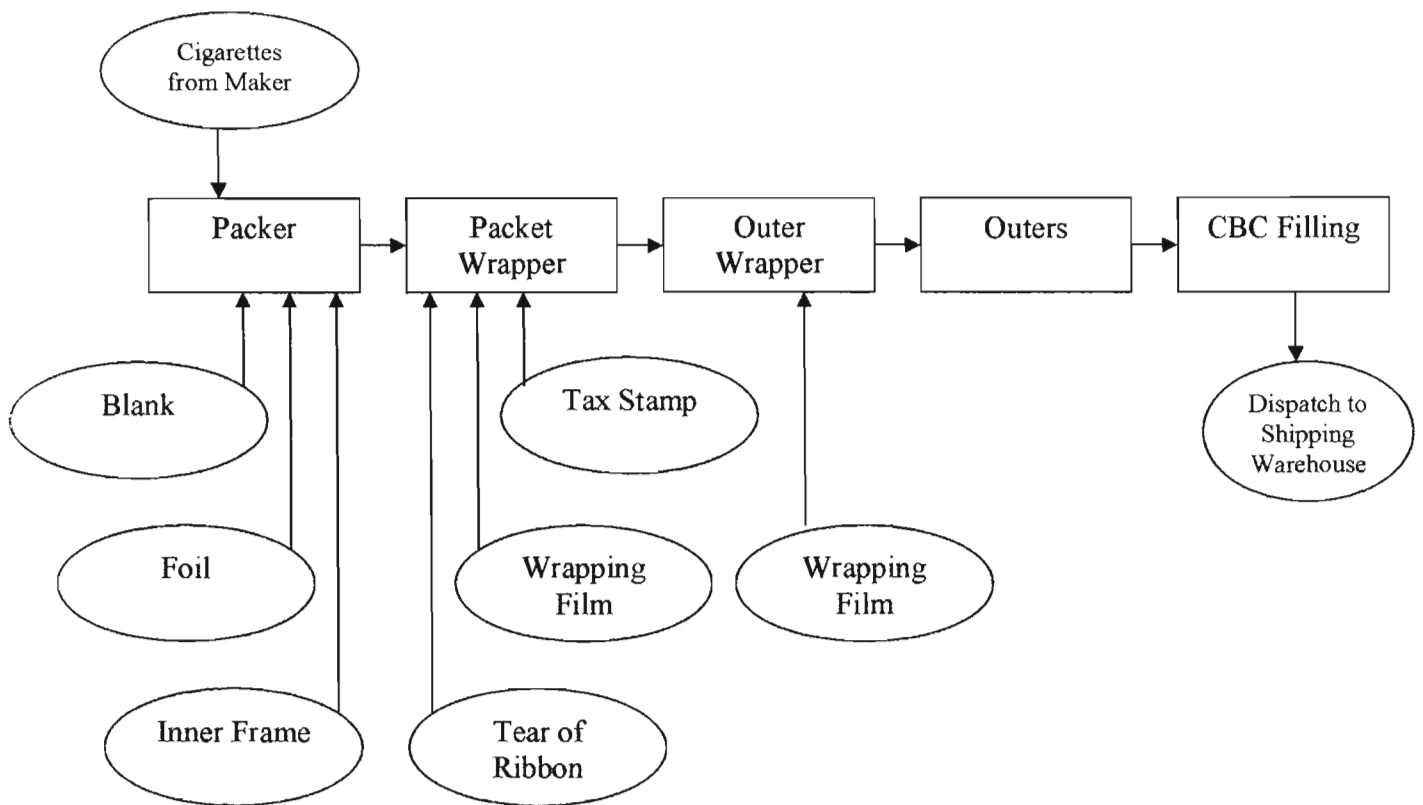 Cigarettes
from Maker
Packer
Packet
Wrapper
Outer
Wrapper
Outers
CBC Filling
Blank
Tax Stamp
Dispatch to
Shipping
Warehouse
Foil
Wrapping
Film
Wrapping
Film
Inner Frame
Tear of
Ribbon